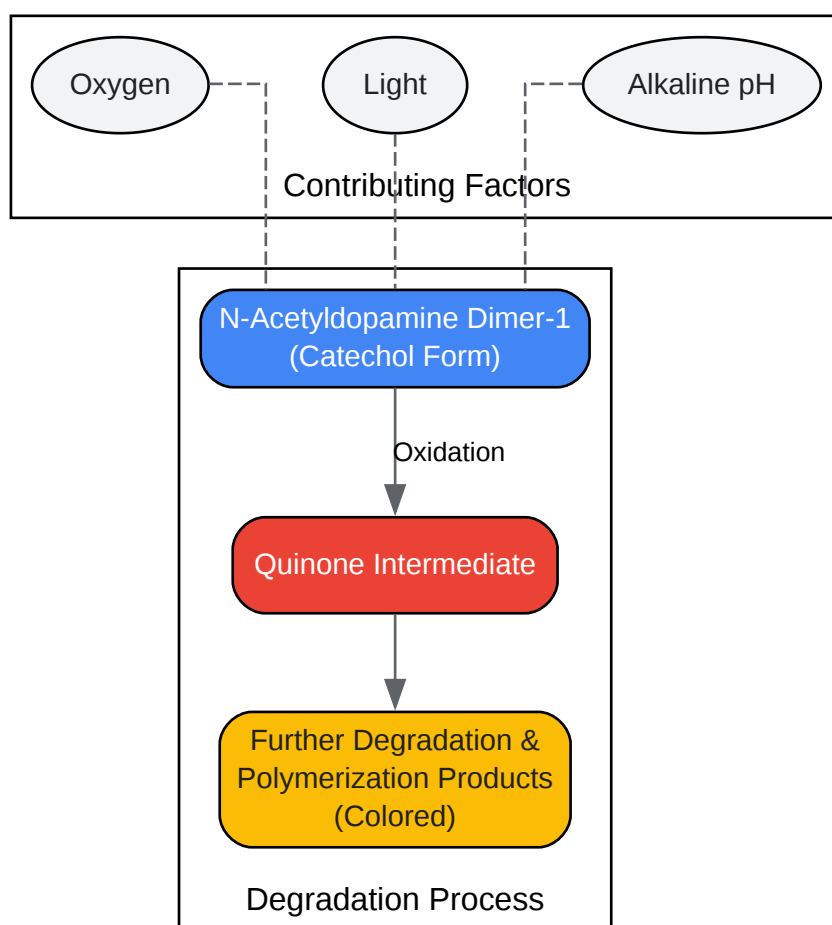 Oxygen
Light
Alkaline pH
Contributing Factors
N-Acetyldopamine Dimer-1
(Catechol Form)
Oxidation
Quinone Intermediate
Further Degradation &
Polymerization Products
(Colored)
Degradation Process